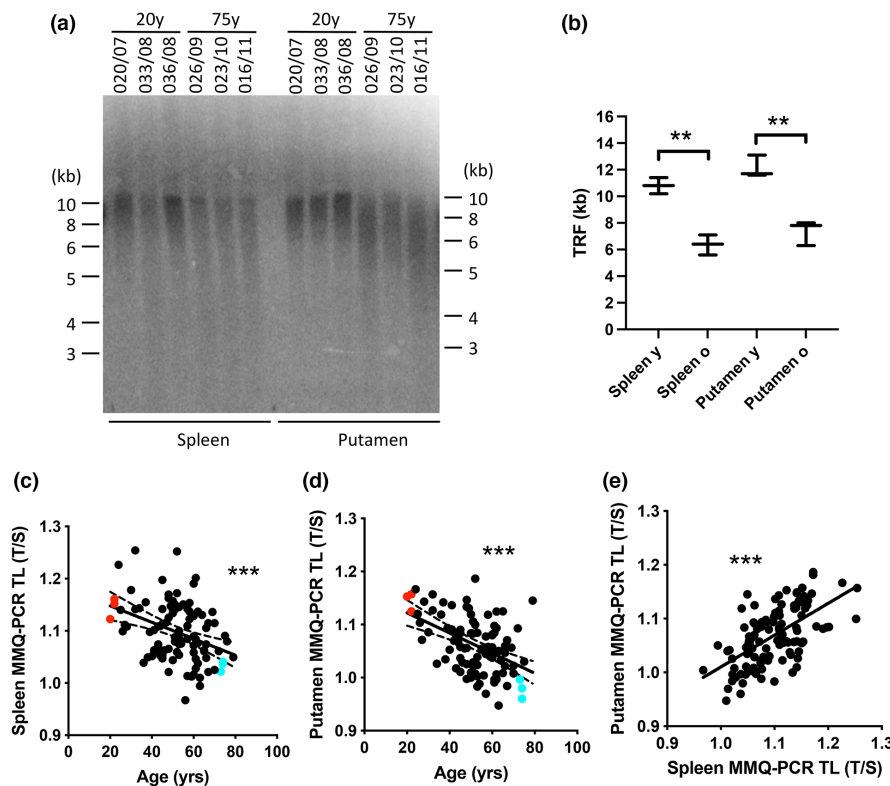 (a)
20y 75y 20y 75y
020/07 033/08 036/08 026/09 023/10 016/11 020/07 033/08 036/08 026/09 023/10 016/11
(kb) (kb)
10 10
8 8
6 6
5 5
4 4
3 3
Spleen Putamen
(b)
TRF (kb)
16
14
12
10
8
6
4
2
0
** **
Spleen y Spleen o Putamen y Putamen o
(c)
Spleen MMQ-PCR TL (T/S)
1.3
1.2
1.1
1.0
0.9
***
0 20 40 60 80 100
Age (yrs)
(d)
Putamen MMQ-PCR TL (T/S)
1.3
1.2
1.1
1.0
0.9
***
0 20 40 60 80 100
Age (yrs)
(e)
Putamen MMQ-PCR TL (T/S)
1.3
1.2
1.1
1.0
0.9
***
0.9 1.0 1.1 1.2 1.3
Spleen MMQ-PCR TL (T/S)